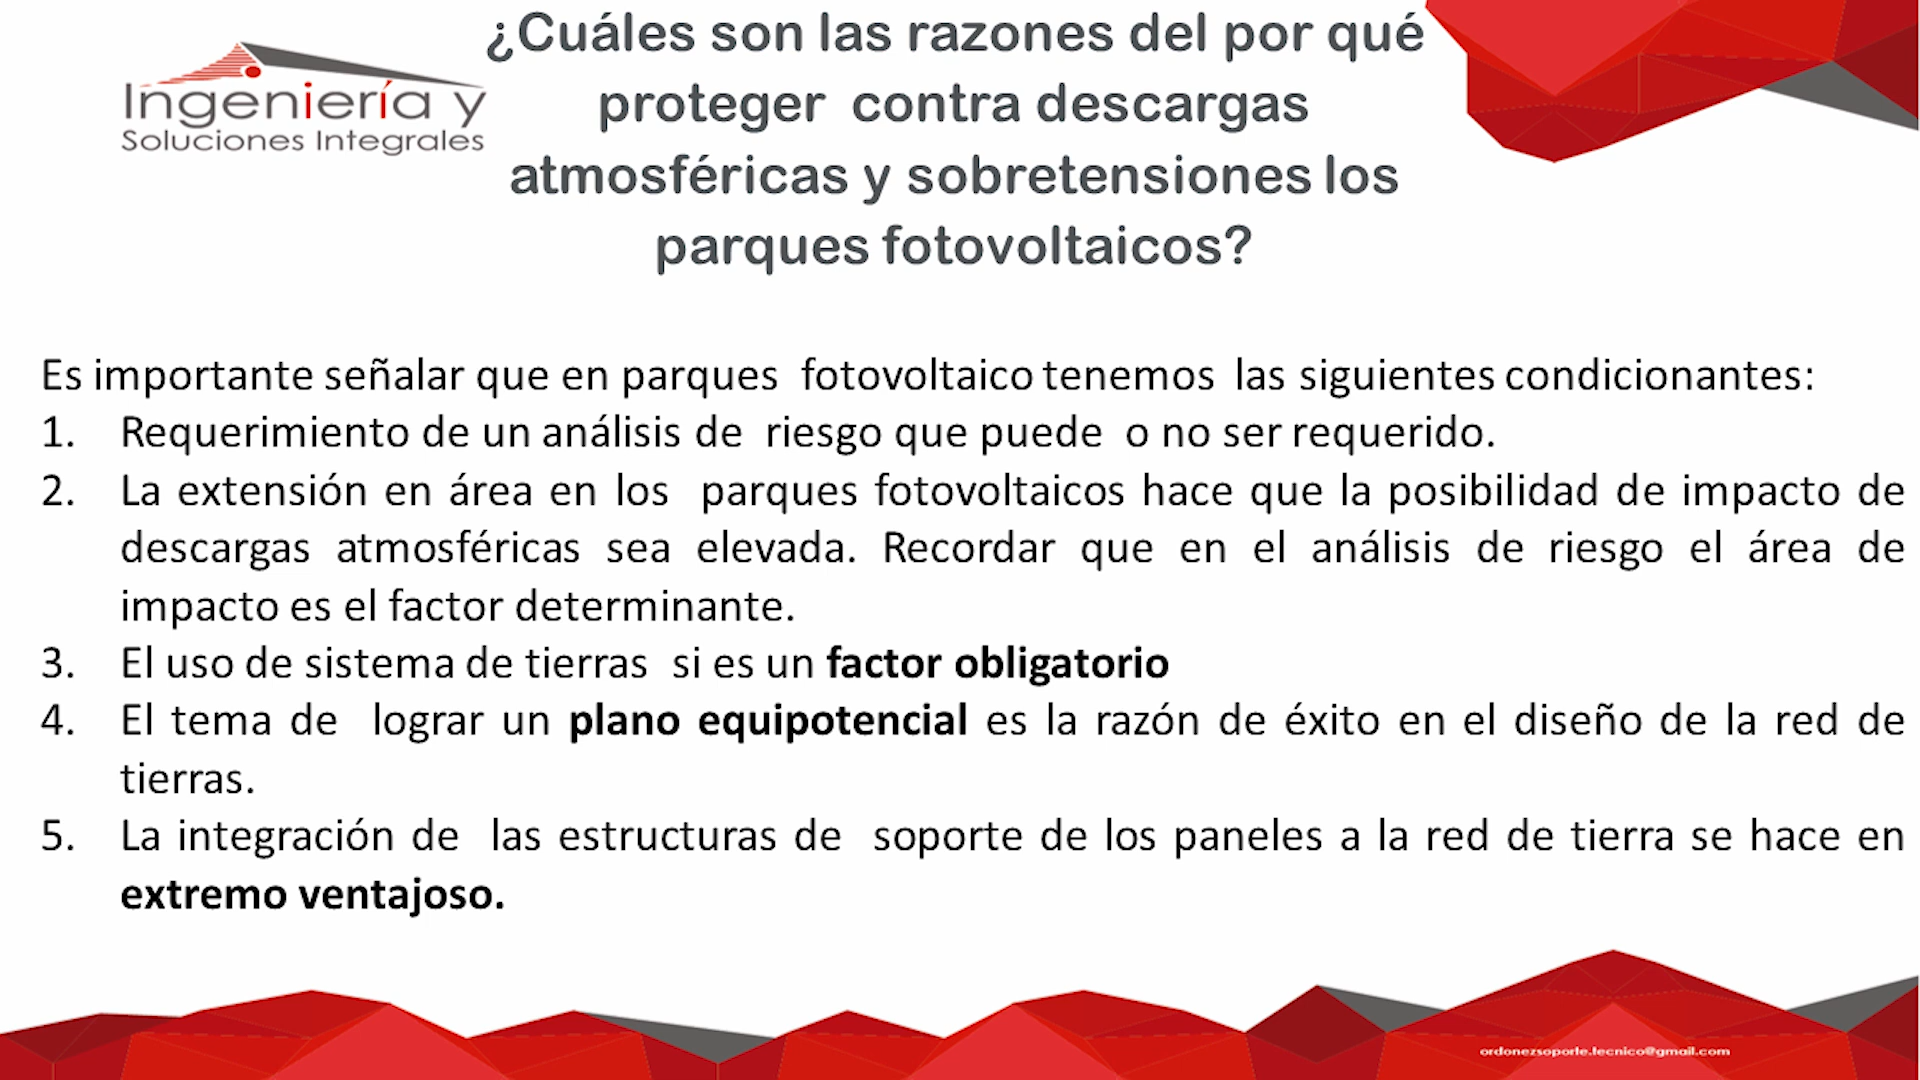 ¿Cuáles son las razones del por qué
proteger contra descargas
atmosféricas y sobretensiones los
parques fotovoltaicos?
Ingeniería y
Soluciones Integrales
Es importante señalar que en parques fotovoltaico tenemos las siguientes condicionantes:
1. Requerimiento de un análisis de riesgo que puede o no ser requerido.
2. La extensión en área en los parques fotovoltaicos hace que la posibilidad de impacto de
descargas atmosféricas sea elevada. Recordar que en el análisis de riesgo el área de
impacto es el factor determinante.
3. El uso de sistema de tierras si es un factor obligatorio
4. El tema de lograr un plano equipotencial es la razón de éxito en el diseño de la red de
tierras.
5. La integración de las estructuras de soporte de los paneles a la red de tierra se hace en
extremo ventajoso.
ordonezsoporte.tecnico@gmail.com